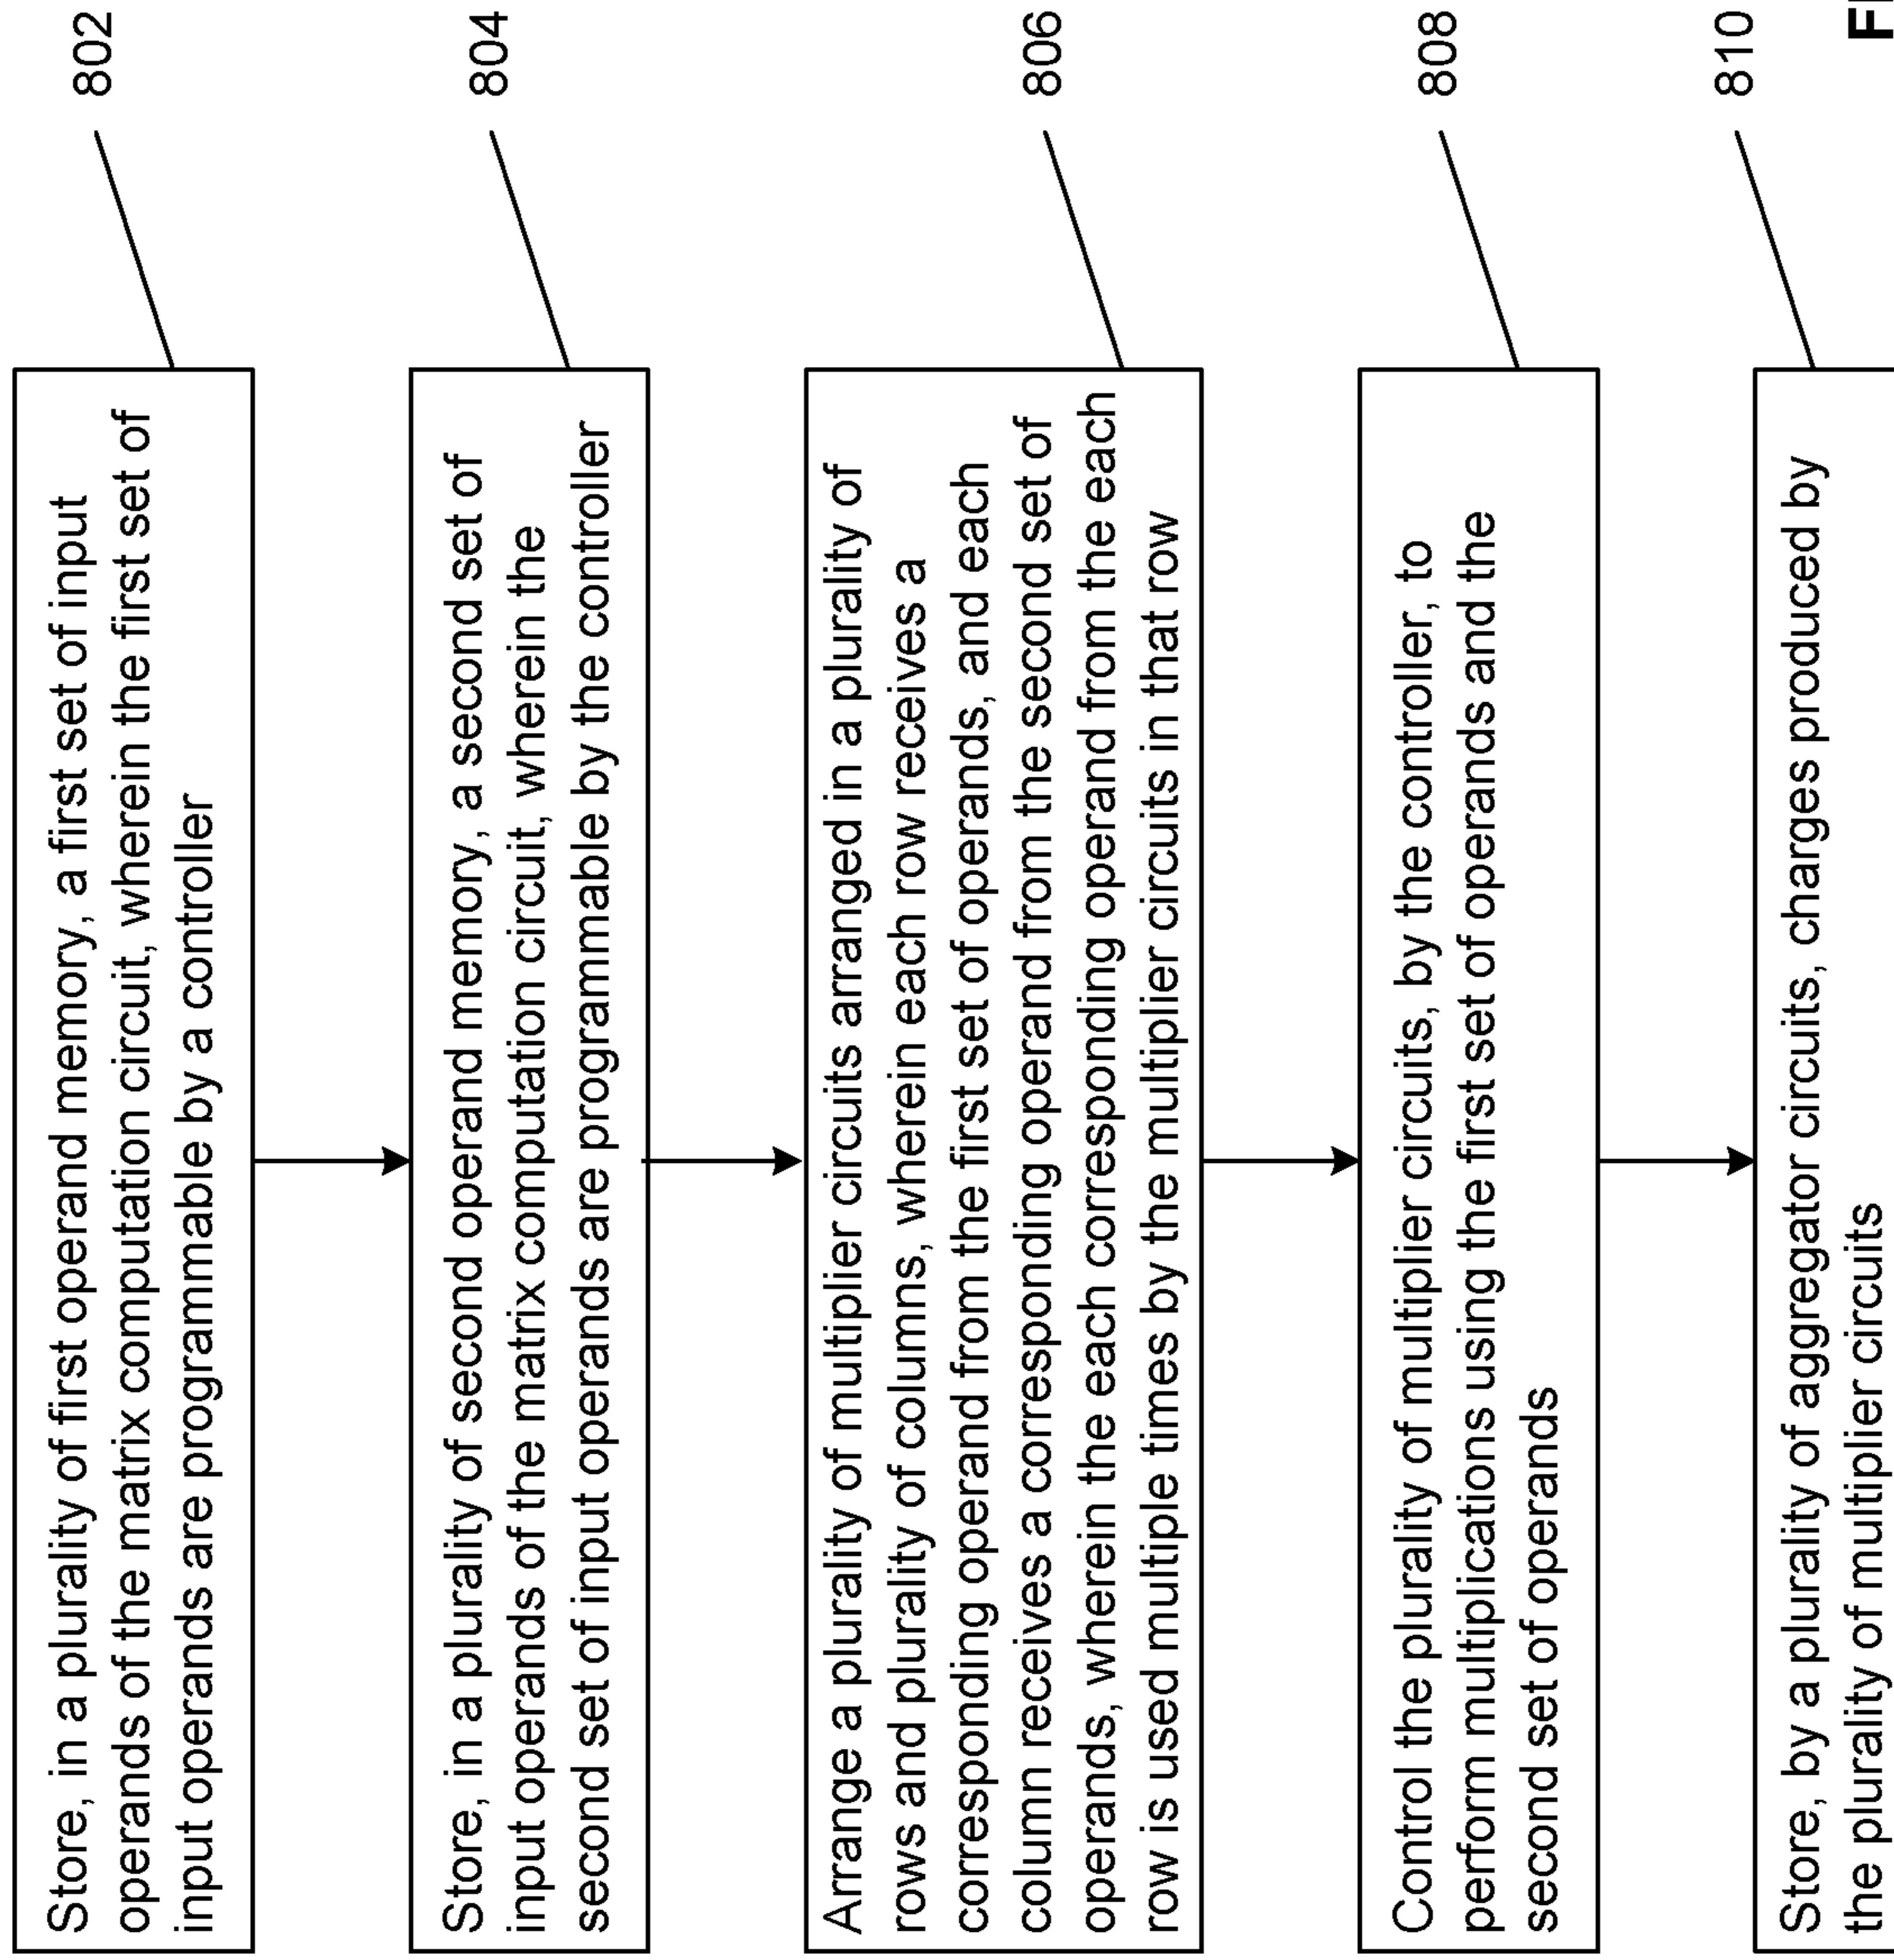 Store, in a plurality of first operand memory, a first set of input
operands of the matrix computation circuit, wherein the first set of
input operands are programmable by a controller
802
Store, in a plurality of second operand memory, a second set of
input operands of the matrix computation circuit, wherein the
second set of input operands are programmable by the controller
804
Arrange a plurality of multiplier circuits arranged in a plurality of
rows and plurality of columns, wherein each row receives a
corresponding operand from the first set of operands, and each
column receives a corresponding operand from the second set of
operands, wherein the each corresponding operand from the each
row is used multiple times by the multiplier circuits in that row
806
Control the plurality of multiplier circuits, by the controller, to
perform multiplications using the first set of operands and the
second set of operands
808
Store, by a plurality of aggregator circuits, charges produced by
the plurality of multiplier circuits
810